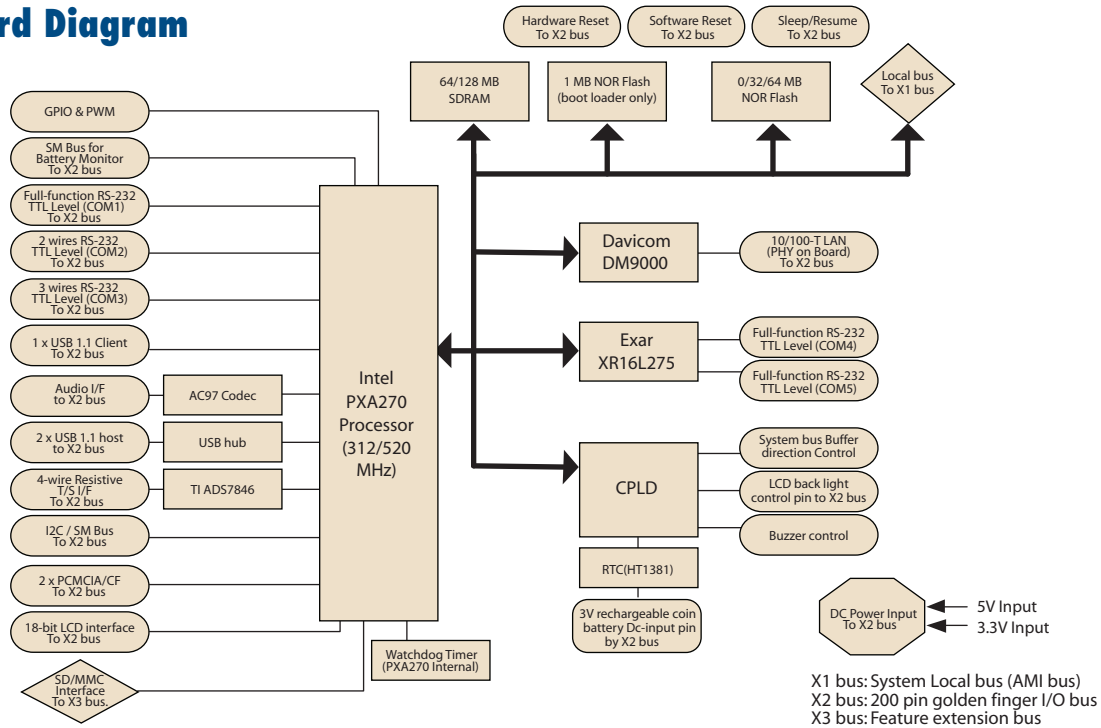 rd Diagram
Hardware Reset
To X2 bus
Software Reset
To X2 bus
Sleep/Resume
To X2 bus
64/128 MB
SDRAM
1 MB NOR Flash
(boot loader only)
0/32/64 MB
NOR Flash
Local bus
To X1 bus
GPIO & PWM
SM Bus for
Battery Monitor
To X2 bus
Full-function RS-232
TTL Level (COM1)
To X2 bus
2 wires RS-232
TTL Level (COM2)
To X2 bus
3 wires RS-232
TTL Level (COM3)
To X2 bus
1 x USB 1.1 Client
To X2 bus
Audio I/F
to X2 bus
AC97 Codec
2 x USB 1.1 host
to X2 bus
USB hub
4-wire Resistive
T/S I/F
To X2 bus
TI ADS7846
I2C / SM Bus
To X2 bus
2 x PCMCIA/CF
To X2 bus
18-bit LCD interface
To X2 bus
SD/MMC
Interface
To X3 bus.
Intel
PXA270
Processor
(312/520
MHz)
Watchdog Timer
(PXA270 Internal)
Davicom
DM9000
10/100-T LAN
(PHY on Board)
To X2 bus
Exar
XR16L275
Full-function RS-232
TTL Level (COM4)
Full-function RS-232
TTL Level (COM5)
CPLD
System bus Buffer
direction Control
LCD back light
control pin to X2 bus
Buzzer control
RTC(HT1381)
3V rechargeable coin
battery Dc-input pin
by X2 bus
DC Power Input
To X2 bus
5V Input
3.3V Input
X1 bus: System Local bus (AMI bus)
X2 bus: 200 pin golden finger I/O bus
X3 bus: Feature extension bus